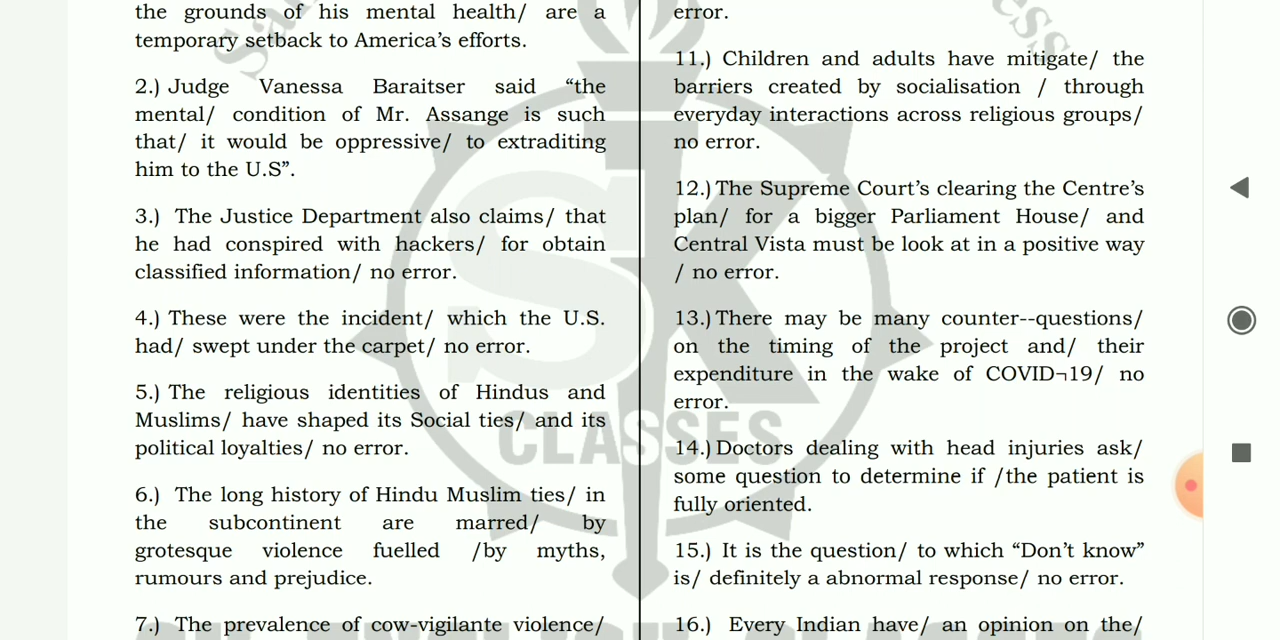 the grounds of his mental health/ are a
temporary setback to America's efforts.
2.) Judge Vanessa Baraitser said "the
mental/ condition of Mr. Assange is such
that/ it would be oppressive/ to extraditing
him to the U.S".
3.) The Justice Department also claims/ that
he had conspired with hackers/ for obtain
classified information/ no error.
4.) These were the incident/ which the U.S.
had/ swept under the carpet/ no error.
5.) The religious identities of Hindus and
Muslims/ have shaped its Social ties/ and its
political loyalties/ no error.
6.) The long history of Hindu Muslim ties/ in
the subcontinent are marred/ by
grotesque violence fuelled /by myths,
rumours and prejudice.
7.) The prevalence of cow-vigilante violence/
error.
11.) Children and adults have mitigate/ the
barriers created by socialisation / through
everyday interactions across religious groups/
no error.
12.) The Supreme Court's clearing the Centre's
plan/ for a bigger Parliament House/ and
Central Vista must be look at in a positive way
/ no error.
13.) There may be many counter--questions/
on the timing of the project and/ their
expenditure in the wake of COVID¬19/ no
error.
14.) Doctors dealing with head injuries ask/
some question to determine if /the patient is
fully oriented.
15.) It is the question/ to which "Don't know"
is/ definitely a abnormal response/ no error.
16.) Every Indian have/ an opinion on the/
SK
CLASSES